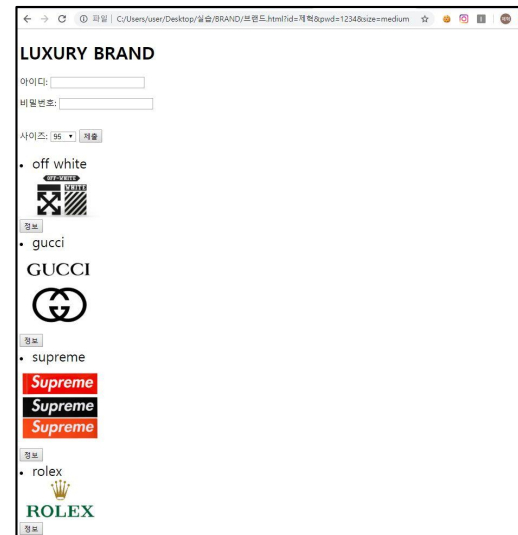 파일 | C:/Users/user/Desktop/실습/BRAND/브랜드.html?id=제혁&pwd=1234&size=medium
LUXURY BRAND
아이디:
비밀번호:
사이즈: 95 제출
• off white
OFF-WHITE
WHITE
정보
• gucci
GUCCI
정보
• supreme
Supreme
Supreme
Supreme
정보
• rolex
ROLEX
정보